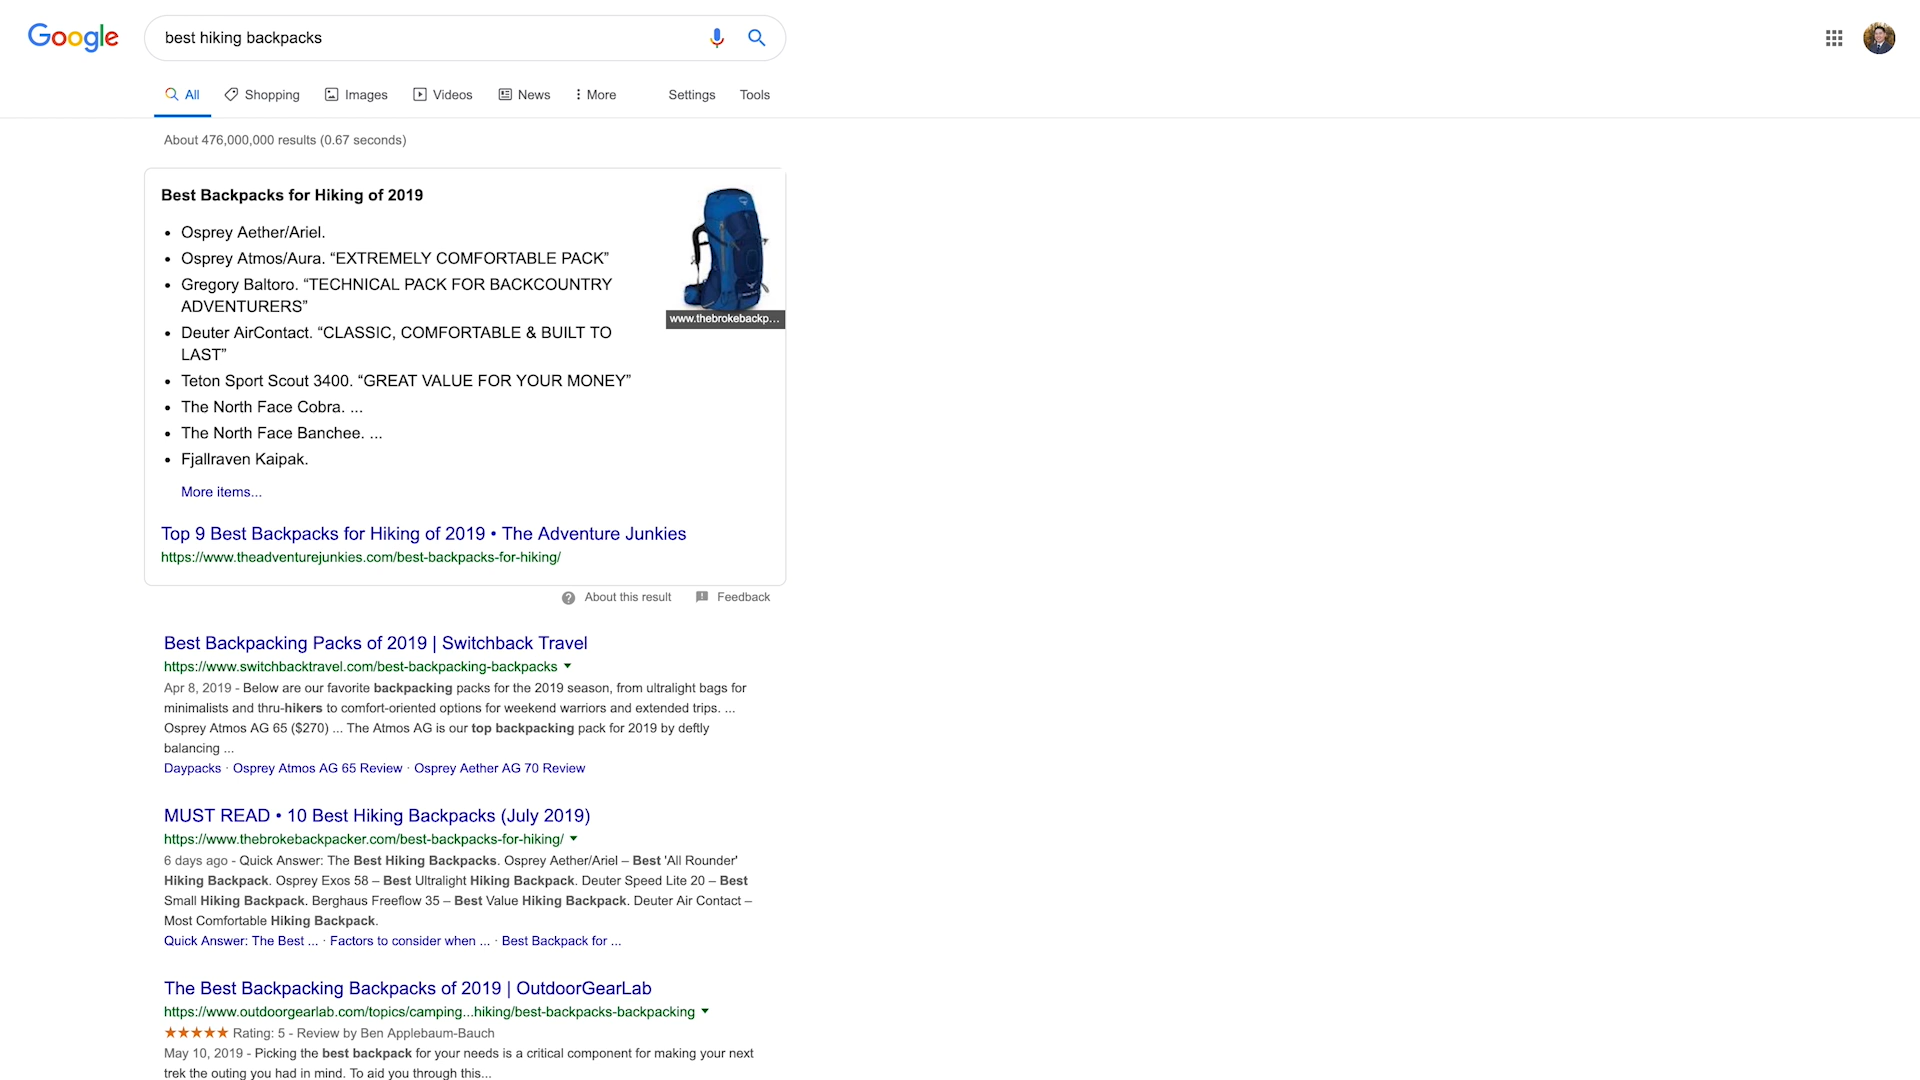 Google
best hiking backpacks
All Shopping Images Videos News More Settings Tools
About 476,000,000 results (0.67 seconds)
Best Backpacks for Hiking of 2019
• Osprey Aether/Ariel.
• Osprey Atmos/Aura. “EXTREMELY COMFORTABLE PACK”
• Gregory Baltoro. “TECHNICAL PACK FOR BACKCOUNTRY
ADVENTURERS”
• Deuter AirContact. “CLASSIC, COMFORTABLE & BUILT TO
LAST”
• Teton Sport Scout 3400. “GREAT VALUE FOR YOUR MONEY”
• The North Face Cobra. ...
• The North Face Banchee. ...
• Fjallraven Kaipak.
More items...
www.thebrokebackp...
Top 9 Best Backpacks for Hiking of 2019 • The Adventure Junkies
https://www.theadventurejunkies.com/best-backpacks-for-hiking/
About this result Feedback
Best Backpacking Packs of 2019 | Switchback Travel
https://www.switchbacktravel.com/best-backpacking-backpacks
Apr 8, 2019 - Below are our favorite backpacking packs for the 2019 season, from ultralight bags for
minimalists and thru-hikers to comfort-oriented options for weekend warriors and extended trips. ...
Osprey Atmos AG 65 ($270) ... The Atmos AG is our top backpacking pack for 2019 by deftly
balancing ...
Daypacks · Osprey Atmos AG 65 Review · Osprey Aether AG 70 Review
MUST READ • 10 Best Hiking Backpacks (July 2019)
https://www.thebrokebackpacker.com/best-backpacks-for-hiking/
6 days ago - Quick Answer: The Best Hiking Backpacks. Osprey Aether/Ariel – Best 'All Rounder'
Hiking Backpack. Osprey Exos 58 – Best Ultralight Hiking Backpack. Deuter Speed Lite 20 – Best
Small Hiking Backpack. Berghaus Freeflow 35 – Best Value Hiking Backpack. Deuter Air Contact –
Most Comfortable Hiking Backpack.
Quick Answer: The Best ... · Factors to consider when ... · Best Backpack for ...
The Best Backpacking Backpacks of 2019 | OutdoorGearLab
https://www.outdoorgearlab.com/topics/camping...hiking/best-backpacks-backpacking
★★★★★ Rating: 5 - Review by Ben Applebaum-Bauch
May 10, 2019 - Picking the best backpack for your needs is a critical component for making your next
trek the outing you had in mind. To aid you through this...